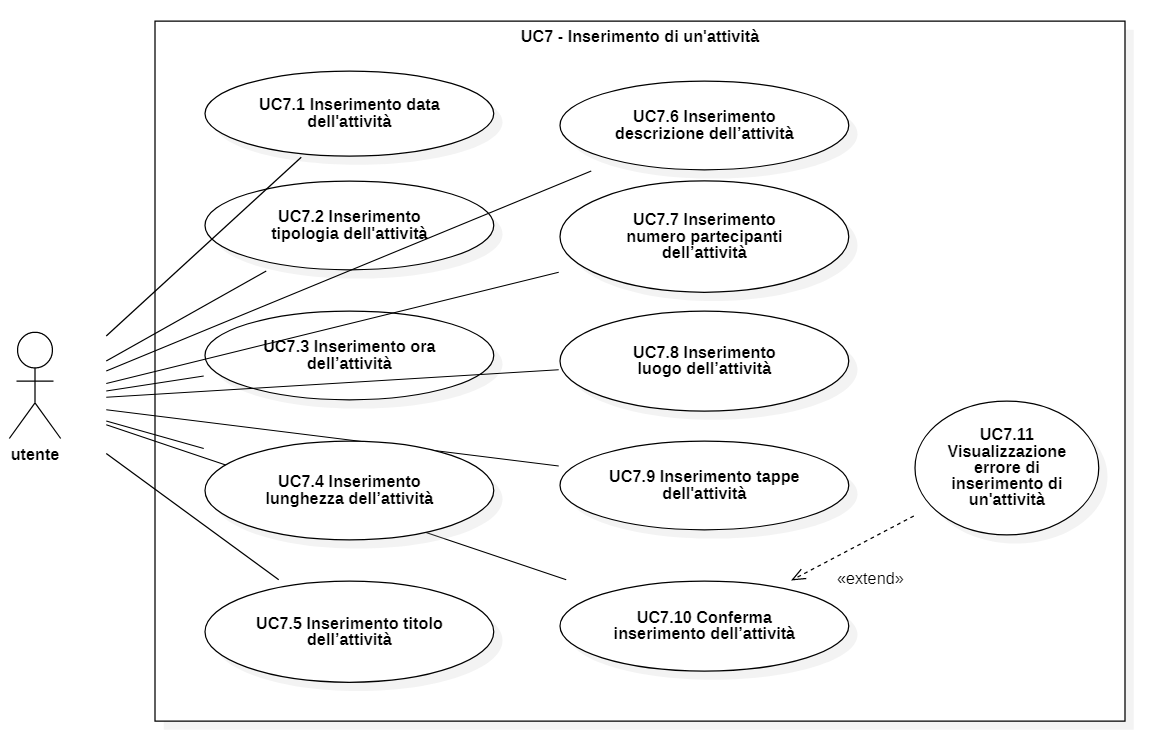 UC7 - Inserimento di un'attività
UC7.1 Inserimento data
dell'attività
UC7.2 Inserimento
tipologia dell'attività
UC7.3 Inserimento ora
dell’attività
UC7.4 Inserimento
lunghezza dell’attività
UC7.5 Inserimento titolo
dell’attività
UC7.6 Inserimento
descrizione dell’attività
UC7.7 Inserimento
numero partecipanti
dell’attività
UC7.8 Inserimento
luogo dell’attività
UC7.9 Inserimento tappe
dell'attività
UC7.10 Conferma
inserimento dell’attività
UC7.11
Visualizzazione
errore di
inserimento di
un'attività
«extend»
utente